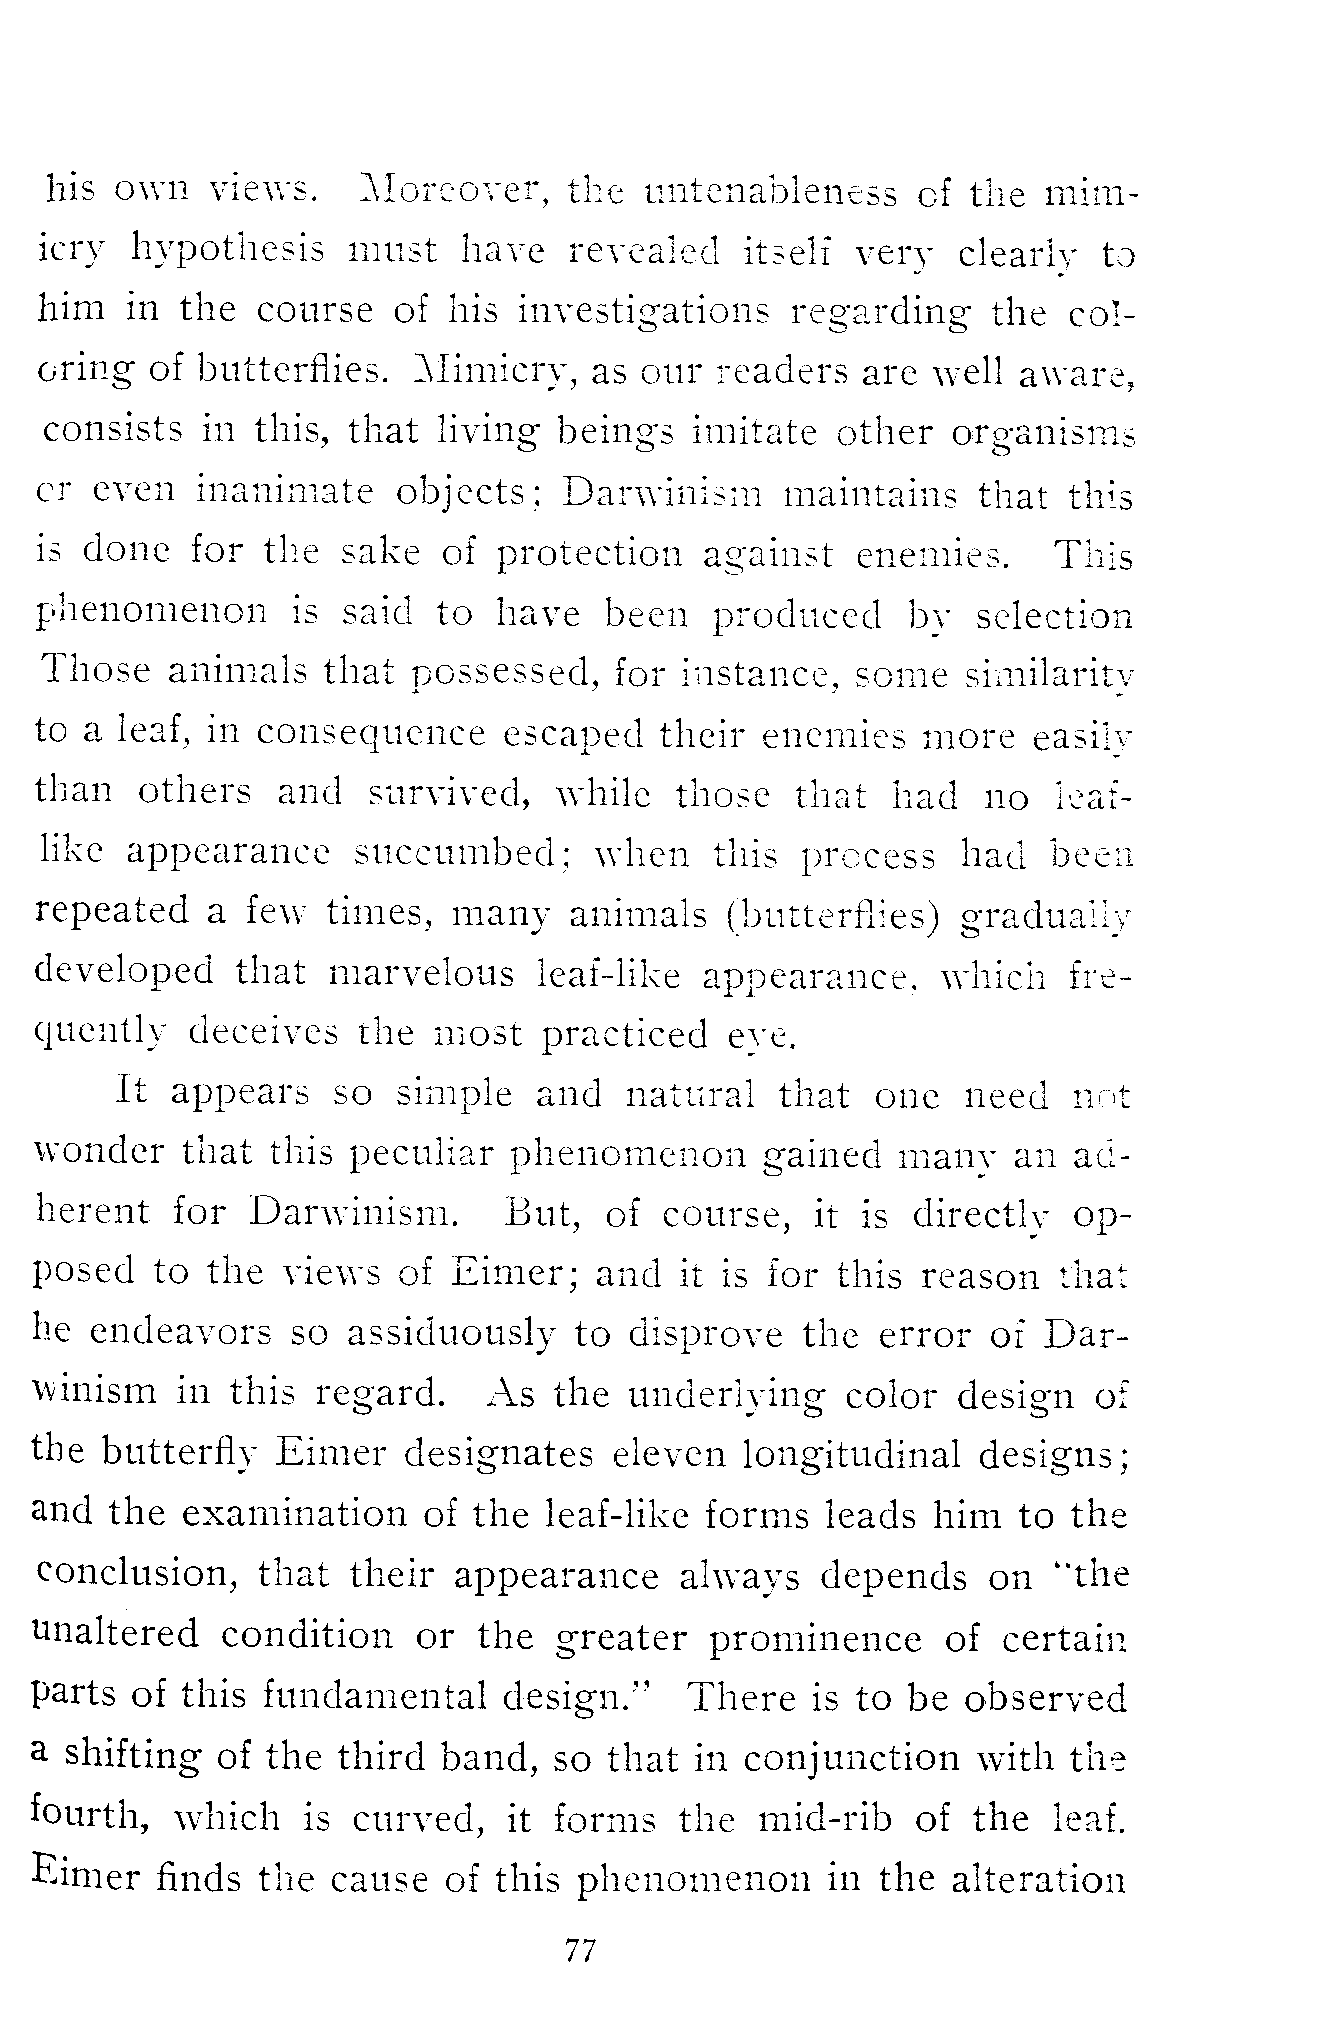 his own views. Moreover, the untenableness of the mim-
icry hypothesis must have revealed itself very clearly to
him in the course of his investigations regarding the col-
oring of butterflies. Mimicry, as our readers are well aware,
consists in this, that living beings imitate other organisms
or even inanimate objects; Darwinism maintains that this
is done for the sake of protection against enemies. This
phenomenon is said to have been produced by selection
Those animals that possessed, for instance, some similarity
to a leaf, in consequence escaped their enemies more easily
than others and survived, while those that had no leaf-
like appearance succumbed; when this process had been
repeated a few times, many animals (butterflies) gradually
developed that marvelous leaf-like appearance, which fre-
quently deceives the most practiced eye.
It appears so simple and natural that one need not
wonder that this peculiar phenomenon gained many an ad-
herent for Darwinism. But, of course, it is directly op-
posed to the views of Eimer; and it is for this reason that
he endeavors so assiduously to disprove the error of Dar-
winism in this regard. As the underlying color design of
the butterfly Eimer designates eleven longitudinal designs;
and the examination of the leaf-like forms leads him to the
conclusion, that their appearance always depends on "the
unaltered condition or the greater prominence of certain
parts of this fundamental design." There is to be observed
a shifting of the third band, so that in conjunction with the
fourth, which is curved, it forms the mid-rib of the leaf.
Eimer finds the cause of this phenomenon in the alteration
77